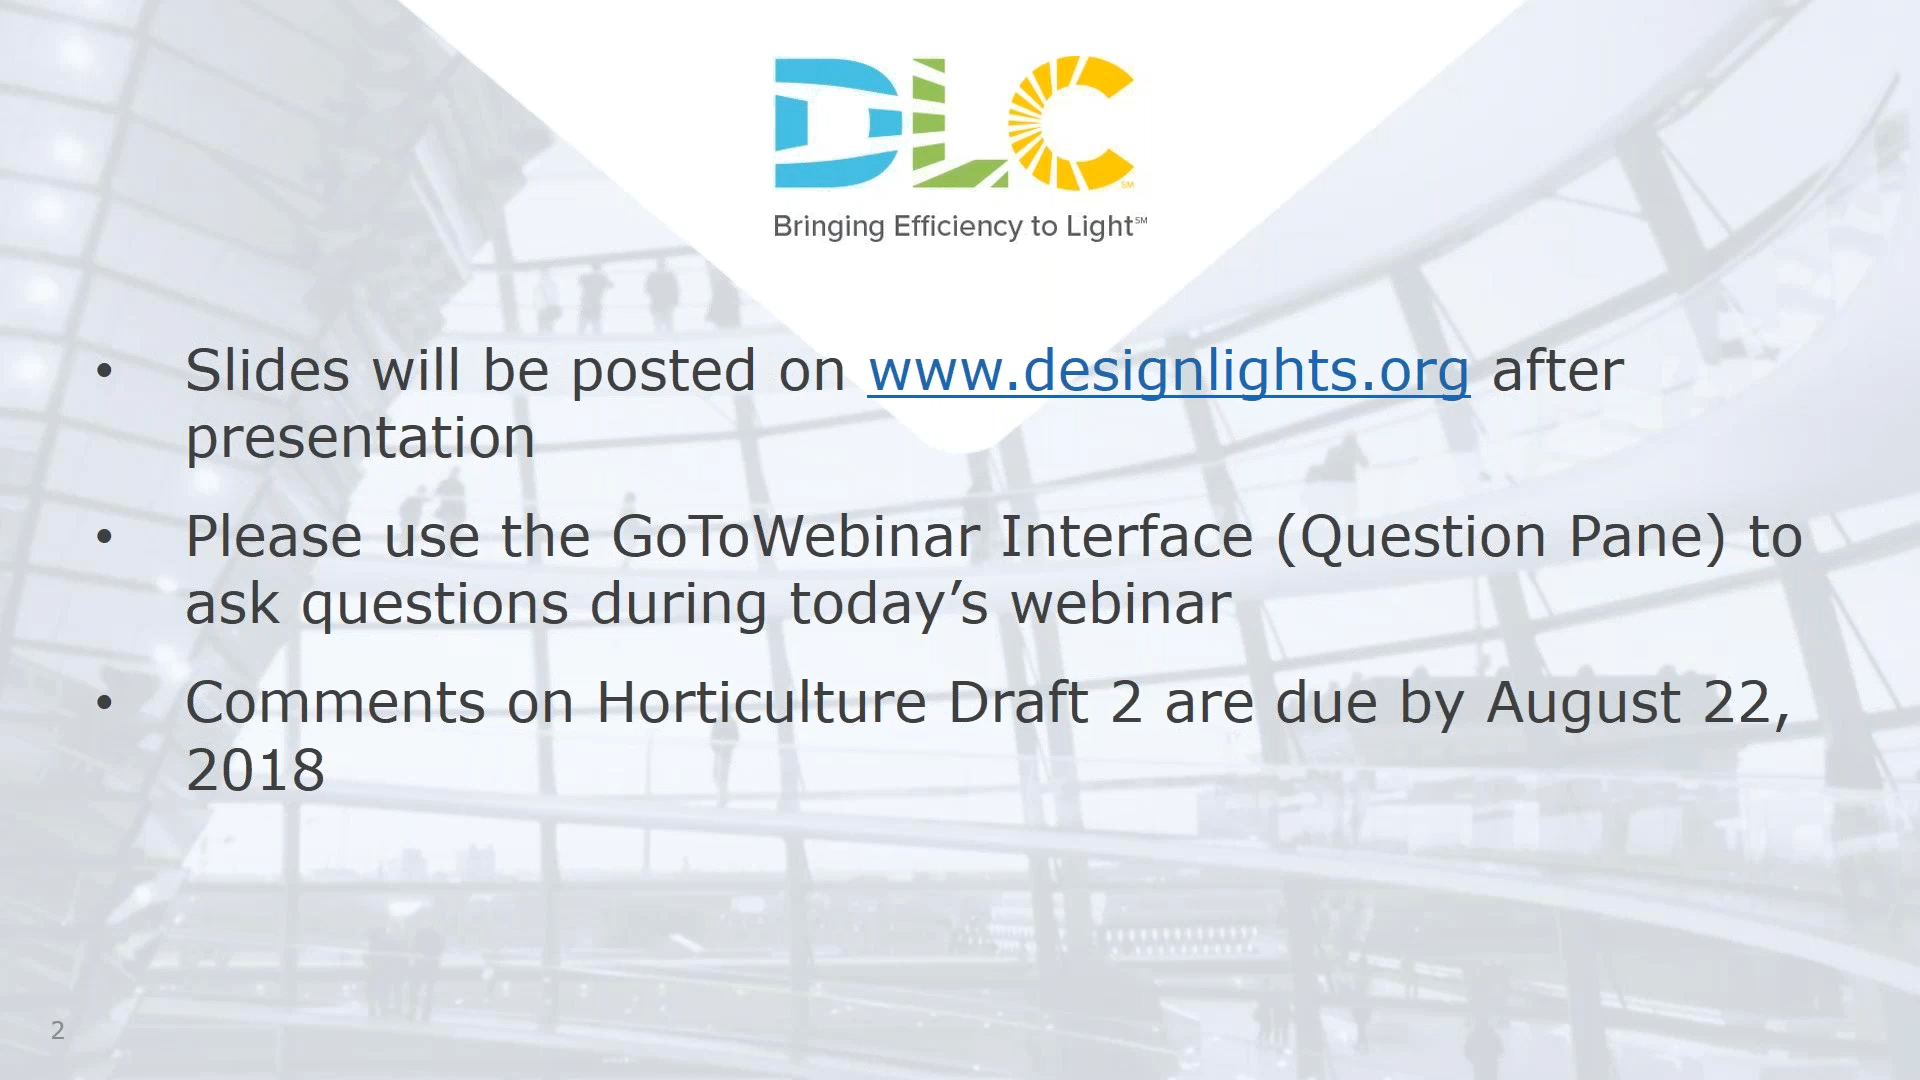 DLC SM
Bringing Efficiency to Light℠
• Slides will be posted on www.designlights.org after
presentation
• Please use the GoToWebinar Interface (Question Pane) to
ask questions during today’s webinar
• Comments on Horticulture Draft 2 are due by August 22,
2018
2